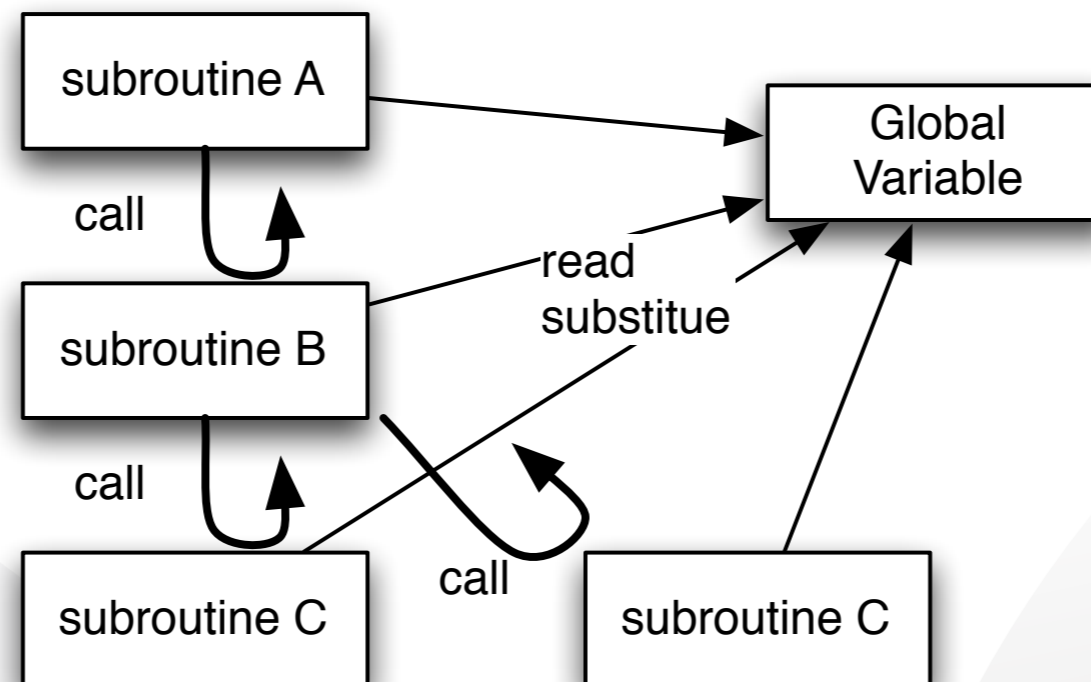 subroutine A
Global
Variable
call
read
substitue
subroutine B
call
call
subroutine C
subroutine C